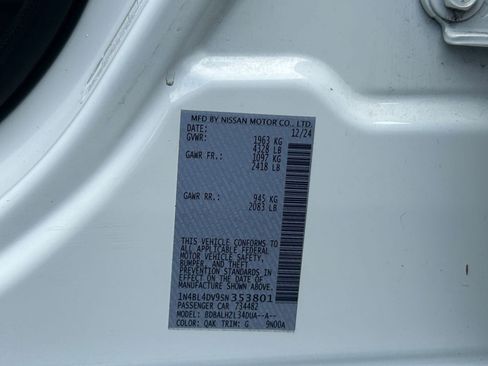 MFD BY NISSAN MOTOR CO., LTD.
DATE: 12/24
GVWR: 1963 KG
4328 LB
GAWR FR.: 1097 KG
2418 LB
GAWR RR.: 945 KG
2083 LB
THIS VEHICLE CONFORMS TO
ALL APPLICABLE FEDERAL
MOTOR VEHICLE SAFETY,
BUMPER, AND THEFT
PREVENTION STANDARDS IN
EFFECT ON THE DATE OF
MANUFACTURE SHOWN ABOVE.
1N4BL4DV9SN353801
PASSENGER CAR 734482
MODEL: BDBALHZL34DUA--A--
COLOR: QAK TRIM: G 9N00A